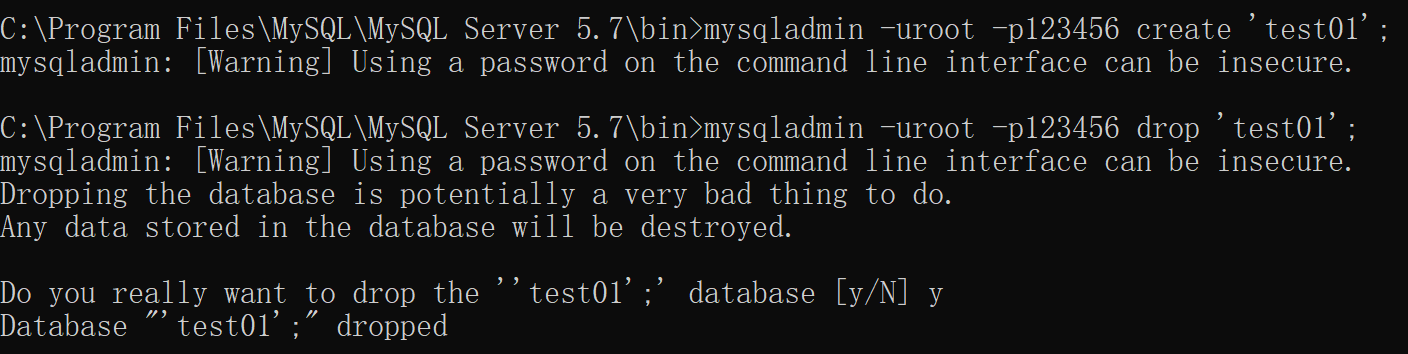 C:\Program Files\MySQL\MySQL Server 5.7\bin>mysqladmin -uroot -p123456 create 'test01';
mysqladmin: [Warning] Using a password on the command line interface can be insecure.
C:\Program Files\MySQL\MySQL Server 5.7\bin>mysqladmin -uroot -p123456 drop 'test01';
mysqladmin: [Warning] Using a password on the command line interface can be insecure.
Dropping the database is potentially a very bad thing to do.
Any data stored in the database will be destroyed.
Do you really want to drop the ''test01';' database [y/N] y
Database "'test01';" dropped